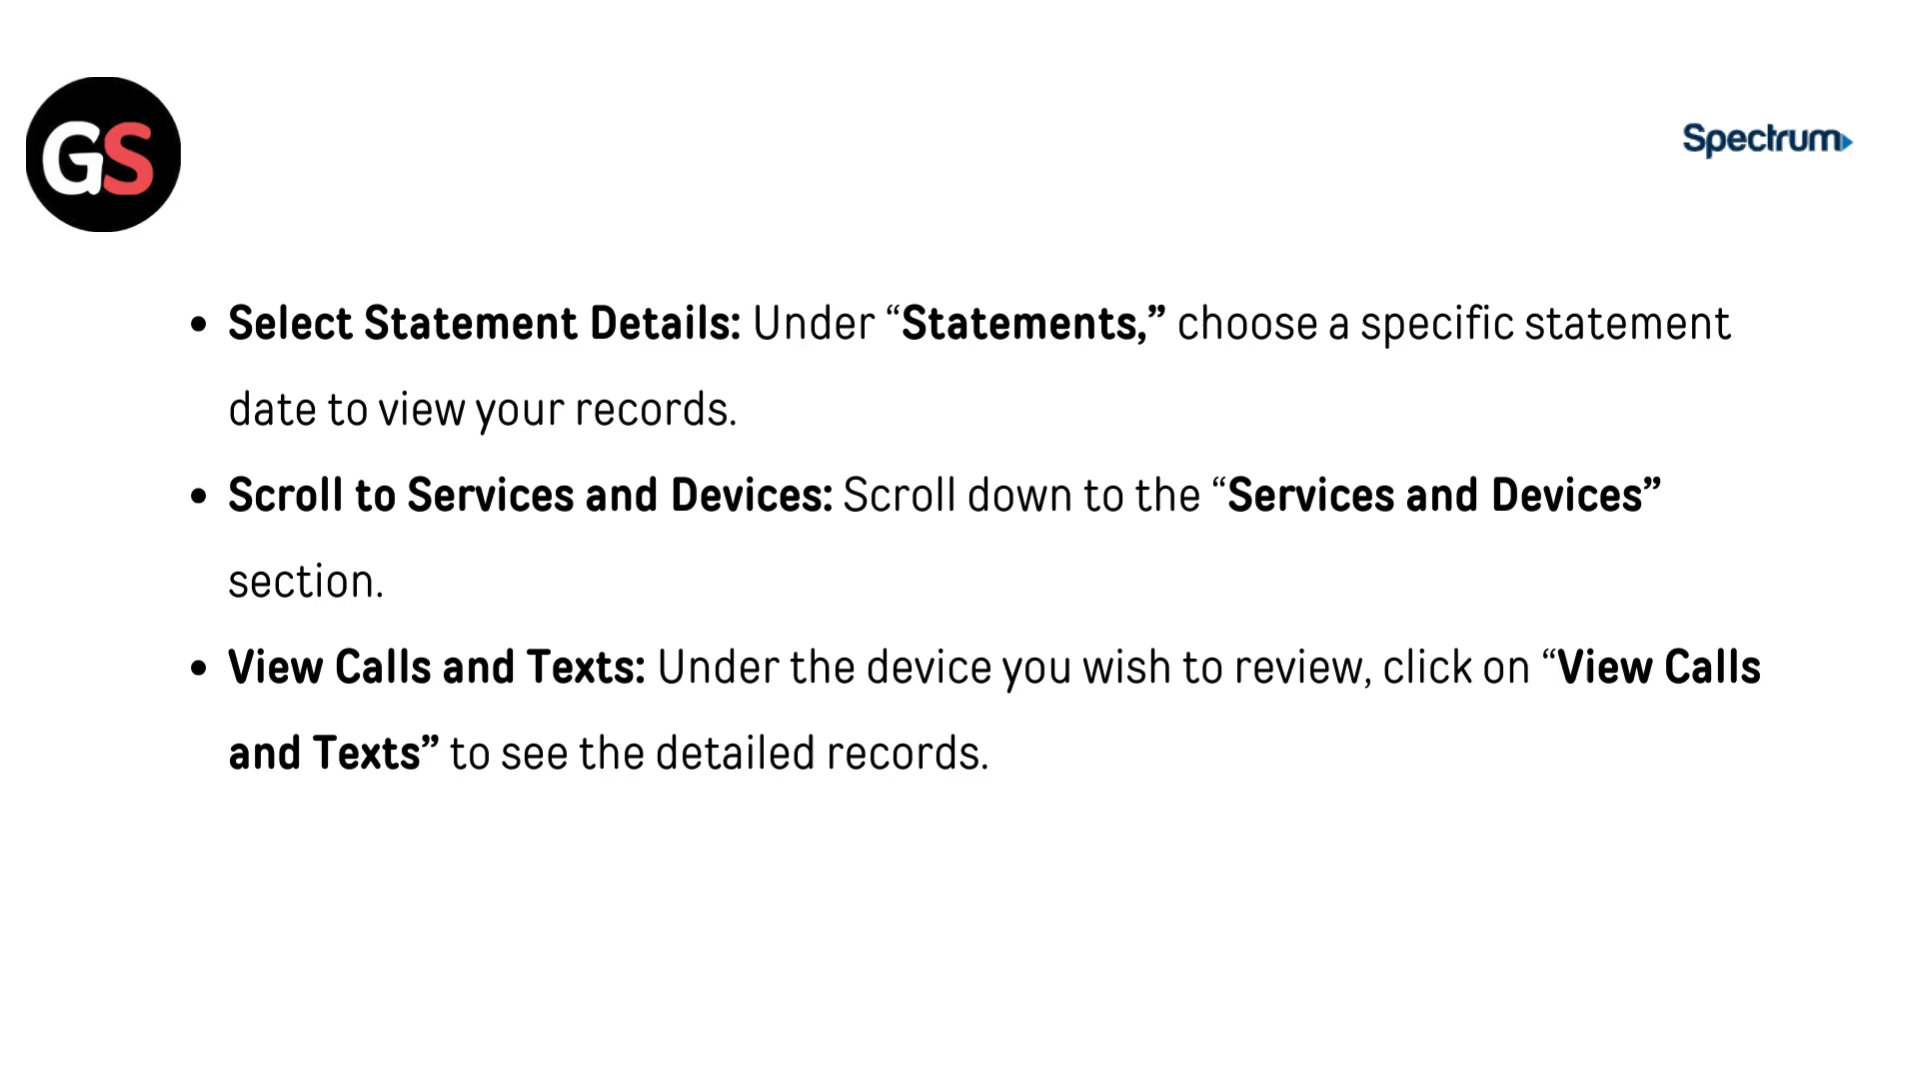 GS
Spectrum
• Select Statement Details: Under “Statements,” choose a specific statement
date to view your records.
• Scroll to Services and Devices: Scroll down to the “Services and Devices”
section.
• View Calls and Texts: Under the device you wish to review, click on “View Calls
and Texts” to see the detailed records.